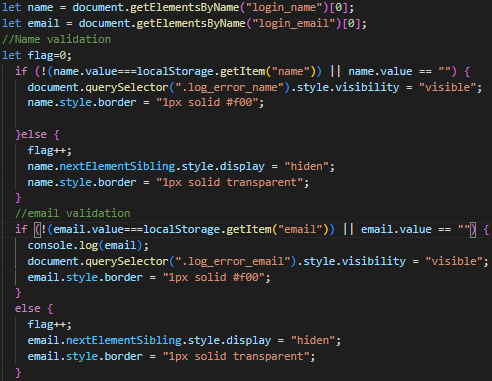 let name = document.getElementsByName("login_name")[0];
let email = document.getElementsByName("login_email")[0];
//Name validation
let flag=0;
if (!(name.value===localStorage.getItem("name")) || name.value == "") {
document.querySelector(".log_error_name").style.visibility = "visible";
name.style.border = "1px solid #f00";
}else {
flag++;
name.nextElementSibling.style.display = "hiden";
name.style.border = "1px solid transparent";
}
//email validation
if (!(email.value===localStorage.getItem("email")) || email.value == "") {
console.log(email);
document.querySelector(".log_error_email").style.visibility = "visible";
email.style.border = "1px solid #f00";
}
else {
flag++;
email.nextElementSibling.style.display = "hiden";
email.style.border = "1px solid transparent";
}